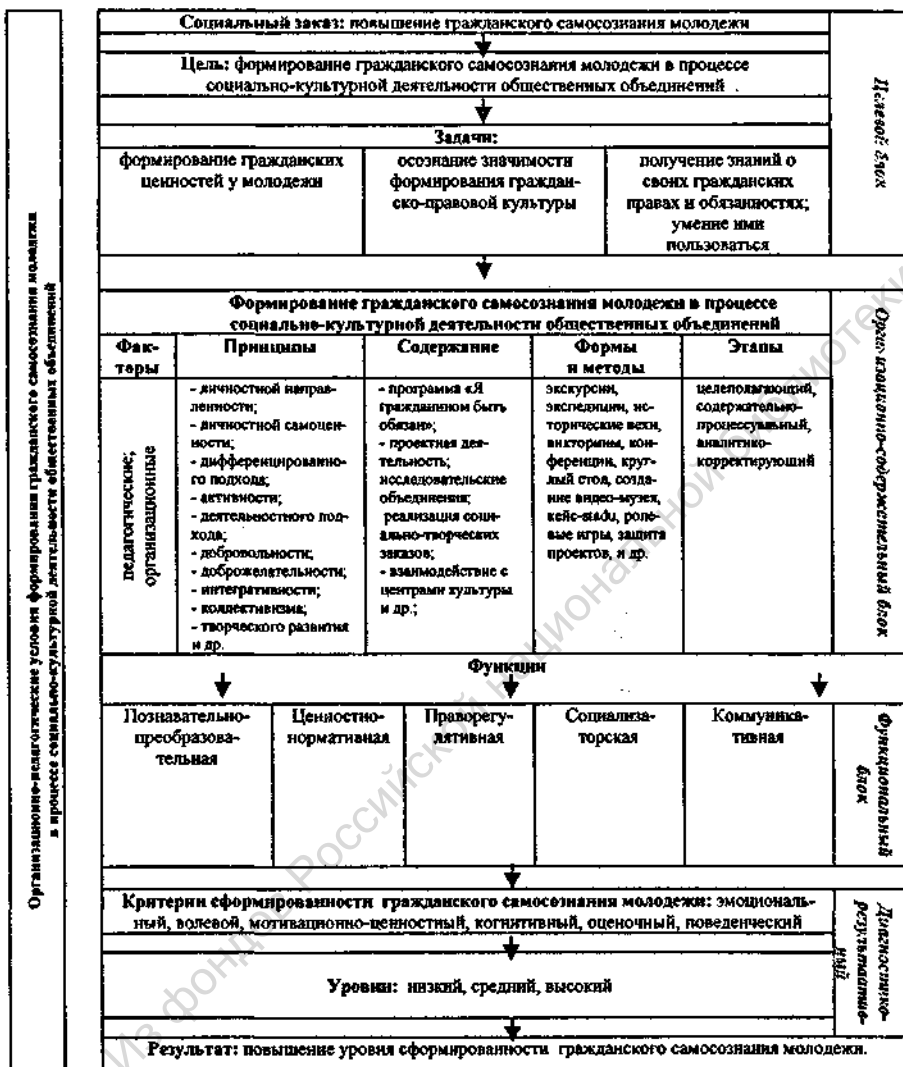 Организационно-педагогические условия формирования гражданского самосознания молодежи
в процессе социально-культурной деятельности общественных объединений
Социальный заказ: повышение гражданского самосознания молодежи
Цель: формирование гражданского самосознания молодежи в процессе
социально-культурной деятельности общественных объединений
Задачи:
формирование гражданских
ценностей у молодежи
осознание значимости
формирования граждан-
ско-правовой культуры
получение знаний о
своих гражданских
правах и обязанностях;
умение ими
пользоваться
Целевой блок
Формирование гражданского самосознания молодежи в процессе
социально-культурной деятельности общественных объединений
Фак-
торы
Принципы
Содержание
Формы
и методы
Этапы
педагогические;
организационные
- личностной направ-
ленности;
- личностной самоцен-
ности;
- дифференцированно-
го подхода;
- активности;
- деятельностного под-
хода;
- добровольности;
- доброжелательности;
- интегративности;
- коллективизма;
- творческого развития
и др.
- программа «Я
гражданином быть
обязан»;
- проектная дея-
тельность;
исследовательские
объединения;
реализация соци-
ально-творческих
заказов;
- взаимодействие с
центрами культуры
и др.;
экскурсии,
экспедиции, ис-
торические вехи,
викторины, кон-
ференции, круг-
лый стол, созда-
ние видео-музея,
кейс-stadu, роле-
вые игры, защита
проектов, и др.
целеполагающий,
содержательно-
процессуальный,
аналитико-
корректирующий
Организационно-содержательный блок
Функции
Познавательно-
преобразова-
тельная
Ценностно-
нормативная
Праворегу-
лятивная
Социализа-
торская
Коммуника-
тивная
Функциональный
блок
Критерии сформированности гражданского самосознания молодежи: эмоциональ-
ный, волевой, мотивационно-ценностный, когнитивный, оценочный, поведенческий
Уровни: низкий, средний, высокий
Диагностико-
результатив-
ный
Результат: повышение уровня сформированности гражданского самосознания молодежи.
Из фондов Российской национальной библиотеки